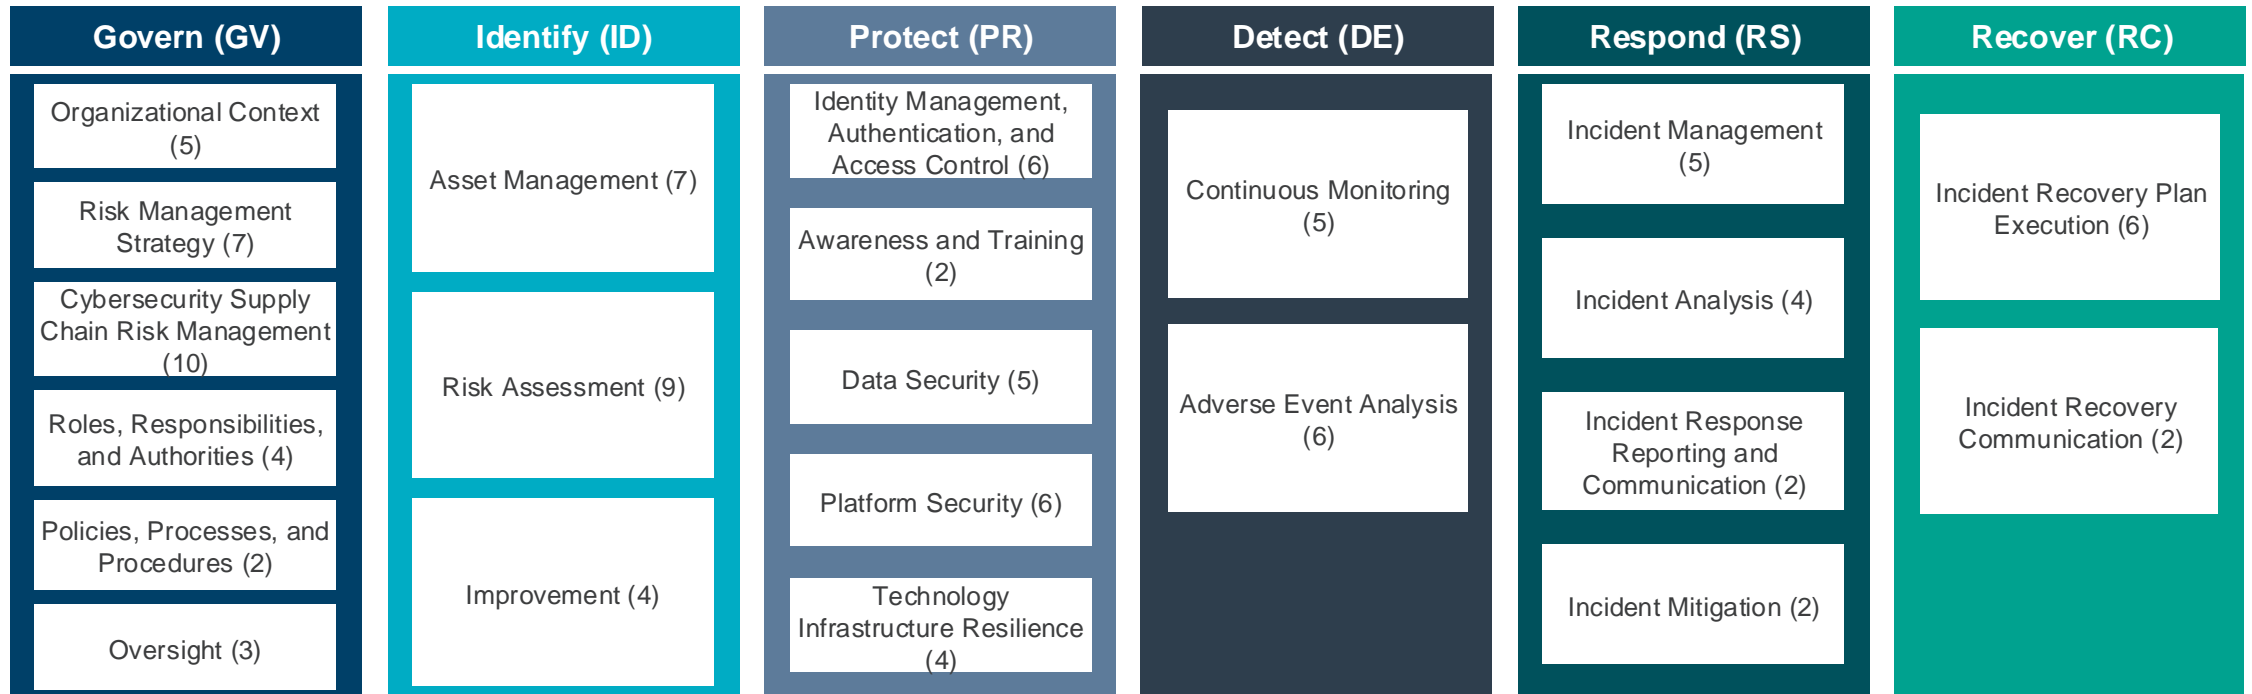 Govern (GV)
Organizational Context
(5)
Risk Management
Strategy (7)
Cybersecurity Supply
Chain Risk Management
(10)
Roles, Responsibilities,
and Authorities (4)
Policies, Processes, and
Procedures (2)
Oversight (3)
Identify (ID)
Asset Management (7)
Risk Assessment (9)
Improvement (4)
Protect (PR)
Identity Management,
Authentication, and
Access Control (6)
Awareness and Training
(2)
Data Security (5)
Platform Security (6)
Technology
Infrastructure Resilience
(4)
Detect (DE)
Continuous Monitoring
(5)
Adverse Event Analysis
(6)
Respond (RS)
Incident Management
(5)
Incident Analysis (4)
Incident Response
Reporting and
Communication (2)
Incident Mitigation (2)
Recover (RC)
Incident Recovery Plan
Execution (6)
Incident Recovery
Communication (2)